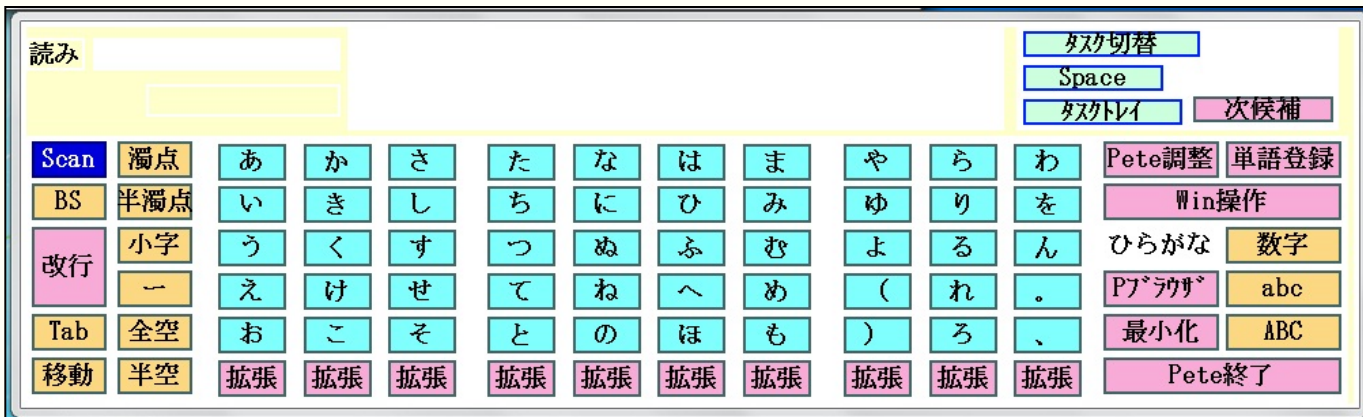 読み ﾀｽｸ切替
Space
ﾀｽｸﾄﾚｲ 次候補
Scan 濁点 あ か さ た な は ま や ら わ Pete調整 単語登録
BS 半濁点 い き し ち に ひ み ゆ り を Win操作
改行 小字 う く す つ ぬ ふ む よ る ん ひらがな 数字
ー え け せ て ね へ め ( れ 。 Pﾌﾞﾗｳｻﾞ abc
Tab 全空 お こ そ と の ほ も ) ろ 、 最小化 ABC
移動 半空 拡張 拡張 拡張 拡張 拡張 拡張 拡張 拡張 拡張 拡張 Pete終了